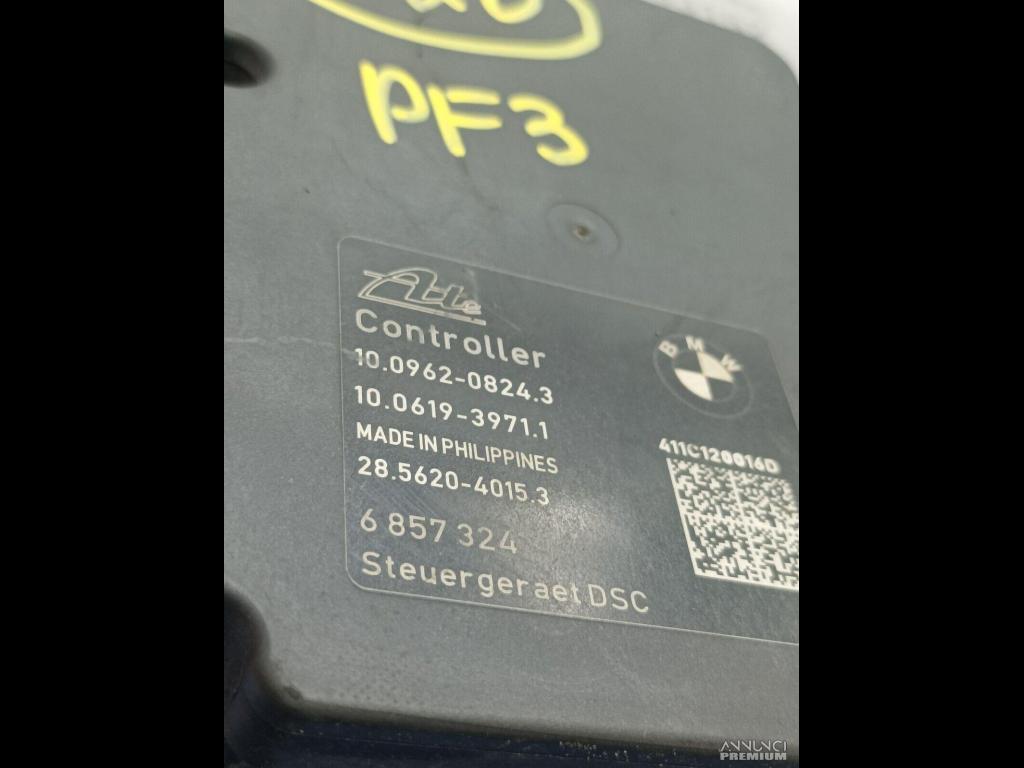 PF3
Ate
Controller
10.0962-0824.3
10.0619-3971.1
MADE IN PHILIPPINES
28.5620-4015.3
6 857 324
Steuergeraet DSC
BMW
411C120016D
ANNUNCI
PREMIUM